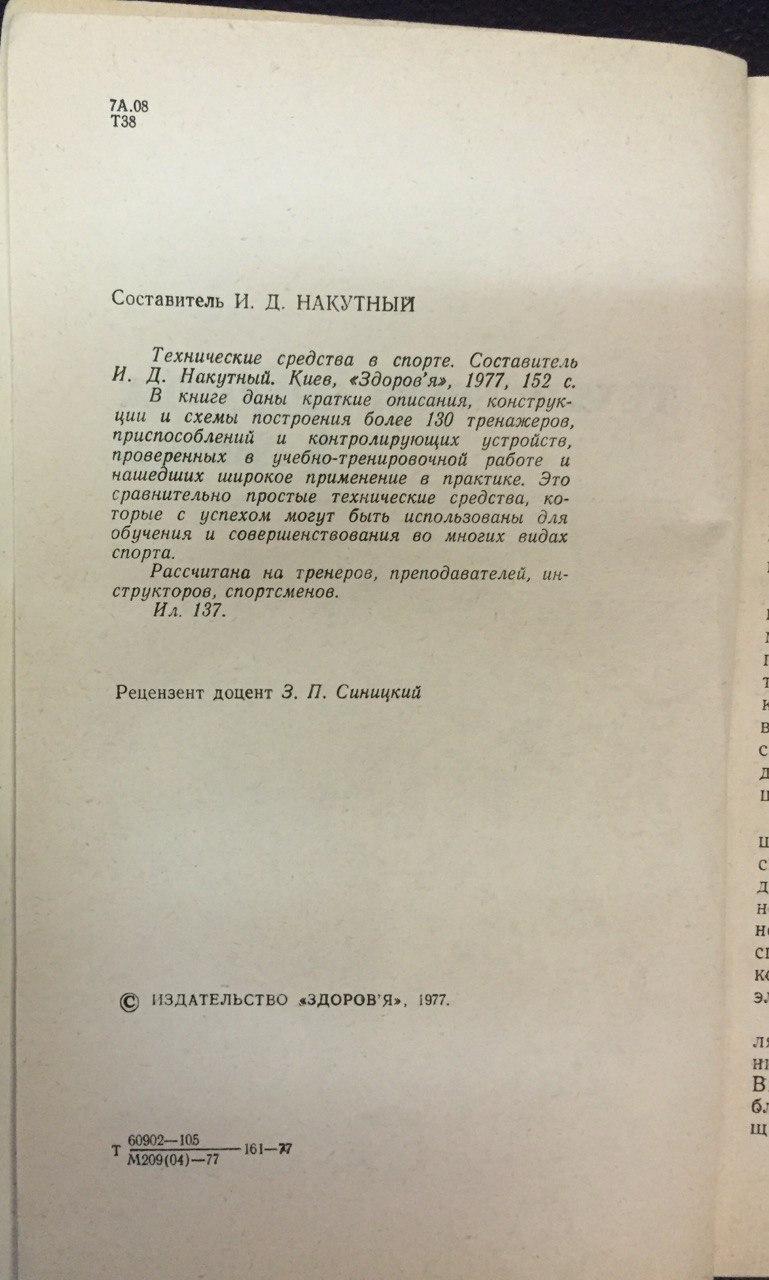 7А.08
Т38
Составитель И. Д. НАКУТНЫЙ
Технические средства в спорте. Составитель
И. Д. Накутный. Киев, «Здоров'я», 1977, 152 с.
В книге даны краткие описания, конструк-
ции и схемы построения более 130 тренажеров,
приспособлений и контролирующих устройств,
проверенных в учебно-тренировочной работе и
нашедших широкое применение в практике. Это
сравнительно простые технические средства, ко-
торые с успехом могут быть использованы для
обучения и совершенствования во многих видах
спорта.
Рассчитана на тренеров, преподавателей, ин-
структоров, спортсменов.
Ил. 137.
Рецензент доцент З. П. Синицкий
© ИЗДАТЕЛЬСТВО «ЗДОРОВ'Я», 1977.
Т 60902—105 161—77
М209(04)—77